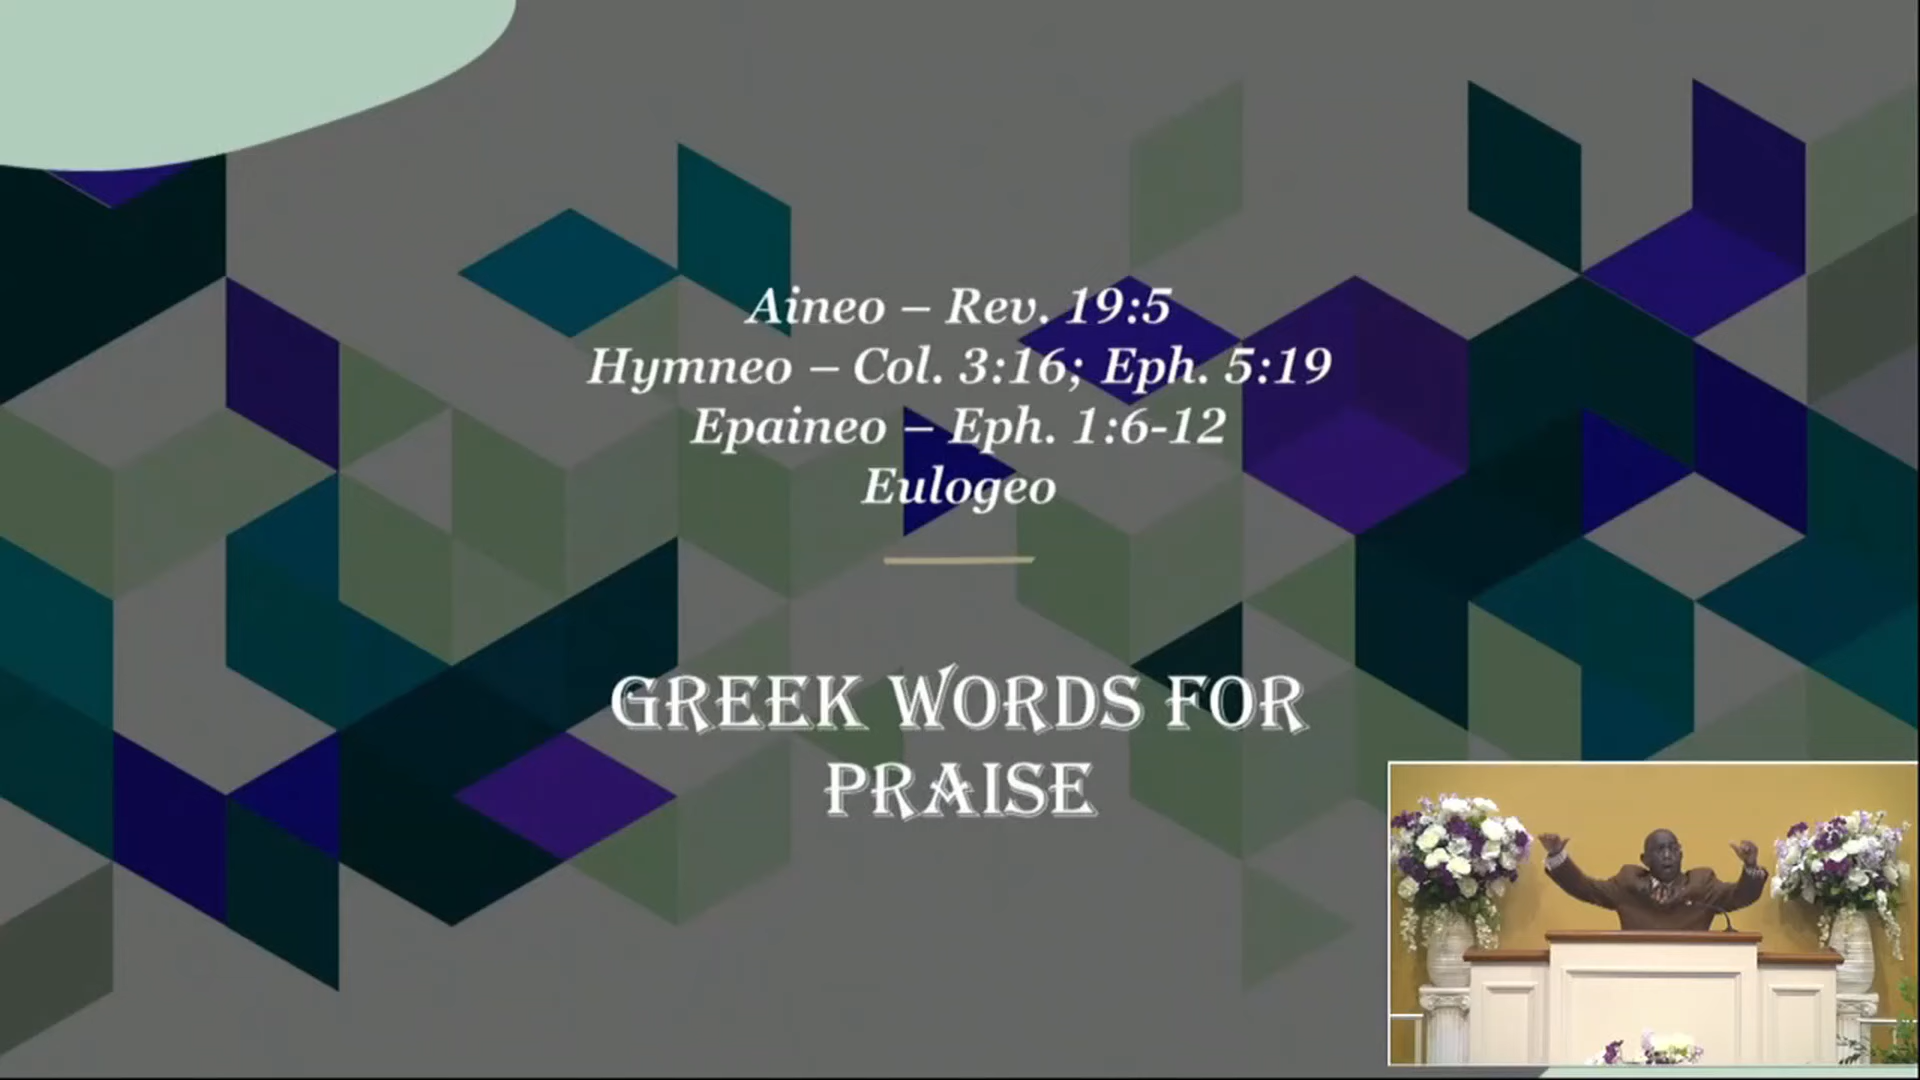 Aineo – Rev. 19:5
Hymneo – Col. 3:16; Eph. 5:19
Epaineo – Eph. 1:6-12
Eulogeo
GREEK WORDS FOR
PRAISE